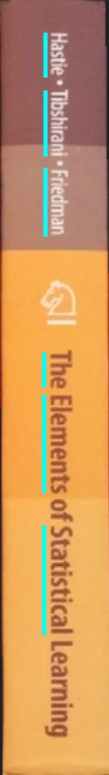 Hastie • Tibshirani • Friedman
The Elements of Statistical Learning